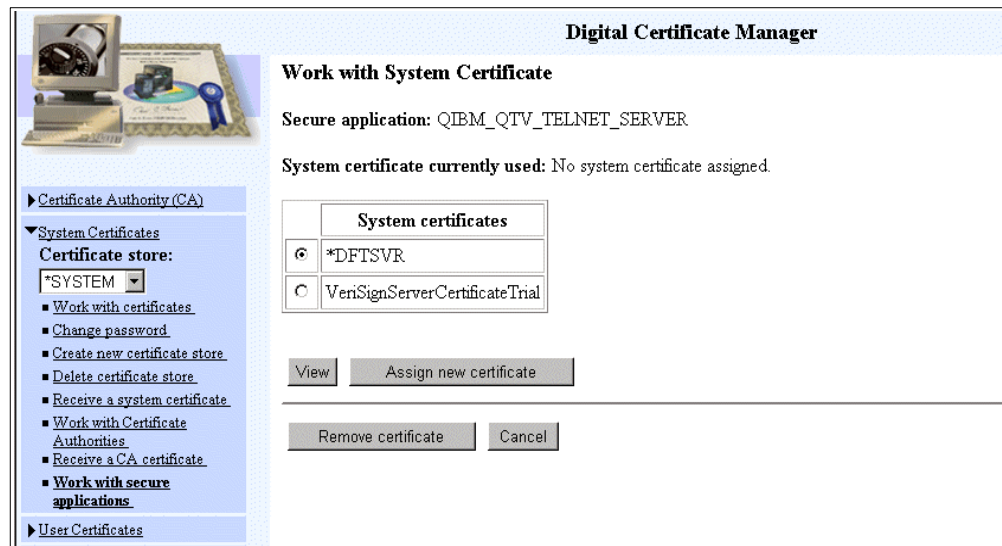 Digital Certificate Manager
Work with System Certificate
Secure application: QIBM_QTV_TELNET_SERVER
System certificate currently used: No system certificate assigned.
System certificates
*DFTSVR
VeriSignServerCertificateTrial
View
Assign new certificate
Remove certificate
Cancel
Certificate Authority (CA)
System Certificates
Certificate store:
*SYSTEM
Work with certificates
Change password
Create new certificate store
Delete certificate store
Receive a system certificate
Work with Certificate
Authorities
Receive a CA certificate
Work with secure
applications
User Certificates